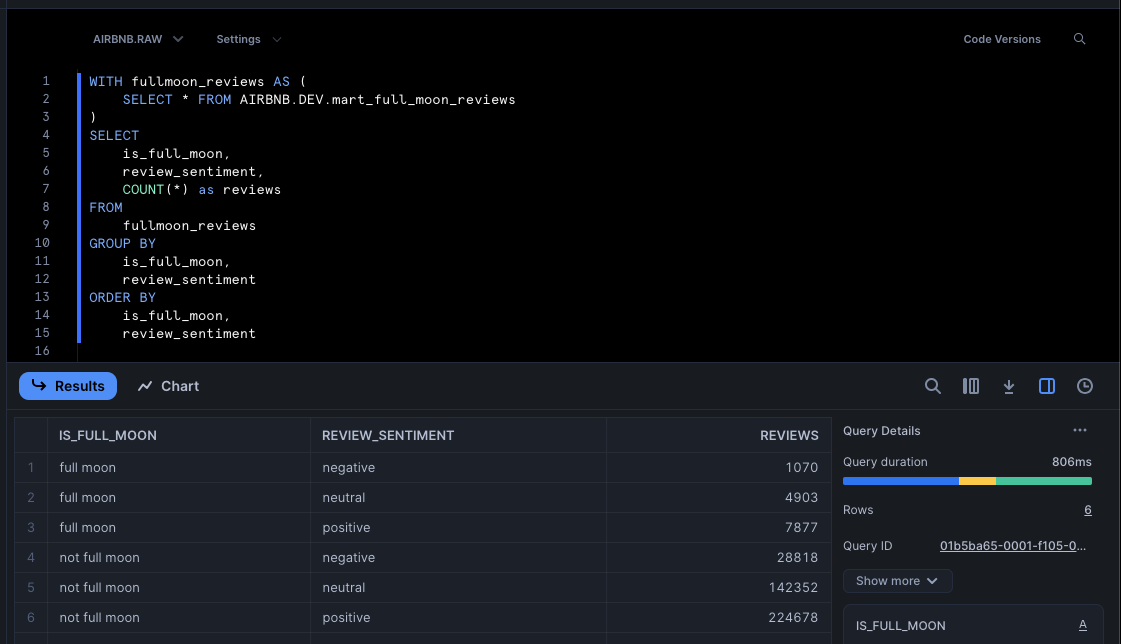 AIRBNB.RAW Settings Code Versions
1 WITH fullmoon_reviews AS (
2 SELECT * FROM AIRBNB.DEV.mart_full_moon_reviews
3 )
4 SELECT
5 is_full_moon,
6 review_sentiment,
7 COUNT(*) as reviews
8 FROM
9 fullmoon_reviews
10 GROUP BY
11 is_full_moon,
12 review_sentiment
13 ORDER BY
14 is_full_moon,
15 review_sentiment
16
Results Chart
IS_FULL_MOON REVIEW_SENTIMENT REVIEWS
1 full moon negative 1070
2 full moon neutral 4903
3 full moon positive 7877
4 not full moon negative 28818
5 not full moon neutral 142352
6 not full moon positive 224678
Query Details
Query duration 806ms
Rows 6
Query ID 01b5ba65-0001-f105-0...
Show more
IS_FULL_MOON A